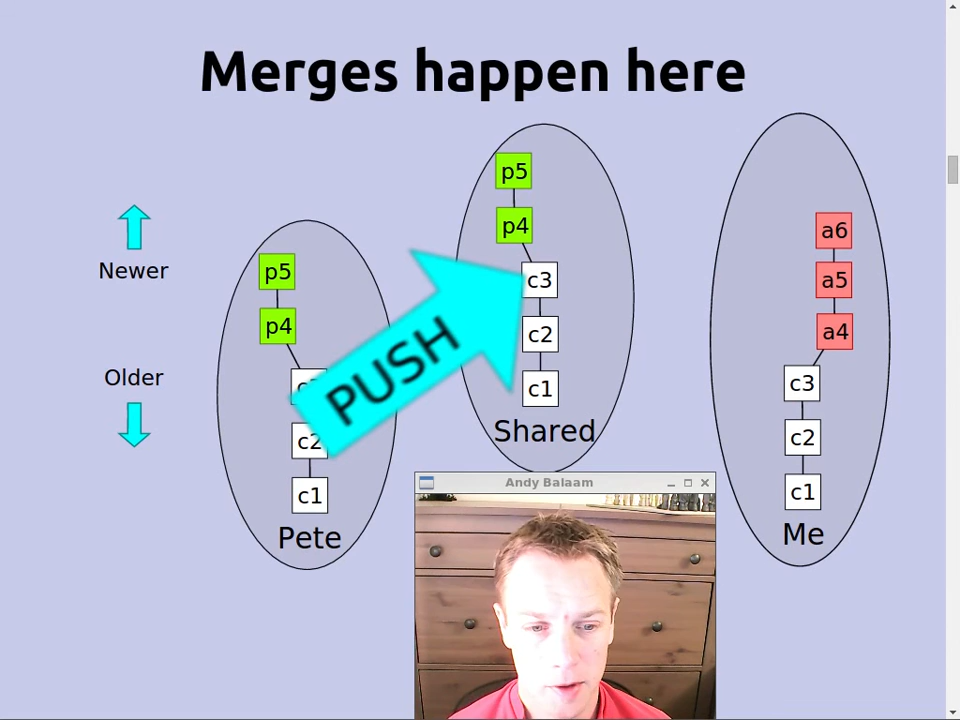 Merges happen here
Newer
Older
p5
p4
c2
c1
Pete
PUSH
p5
p4
c3
c2
c1
Shared
a6
a5
a4
c3
c2
c1
Me
Andy Balaam